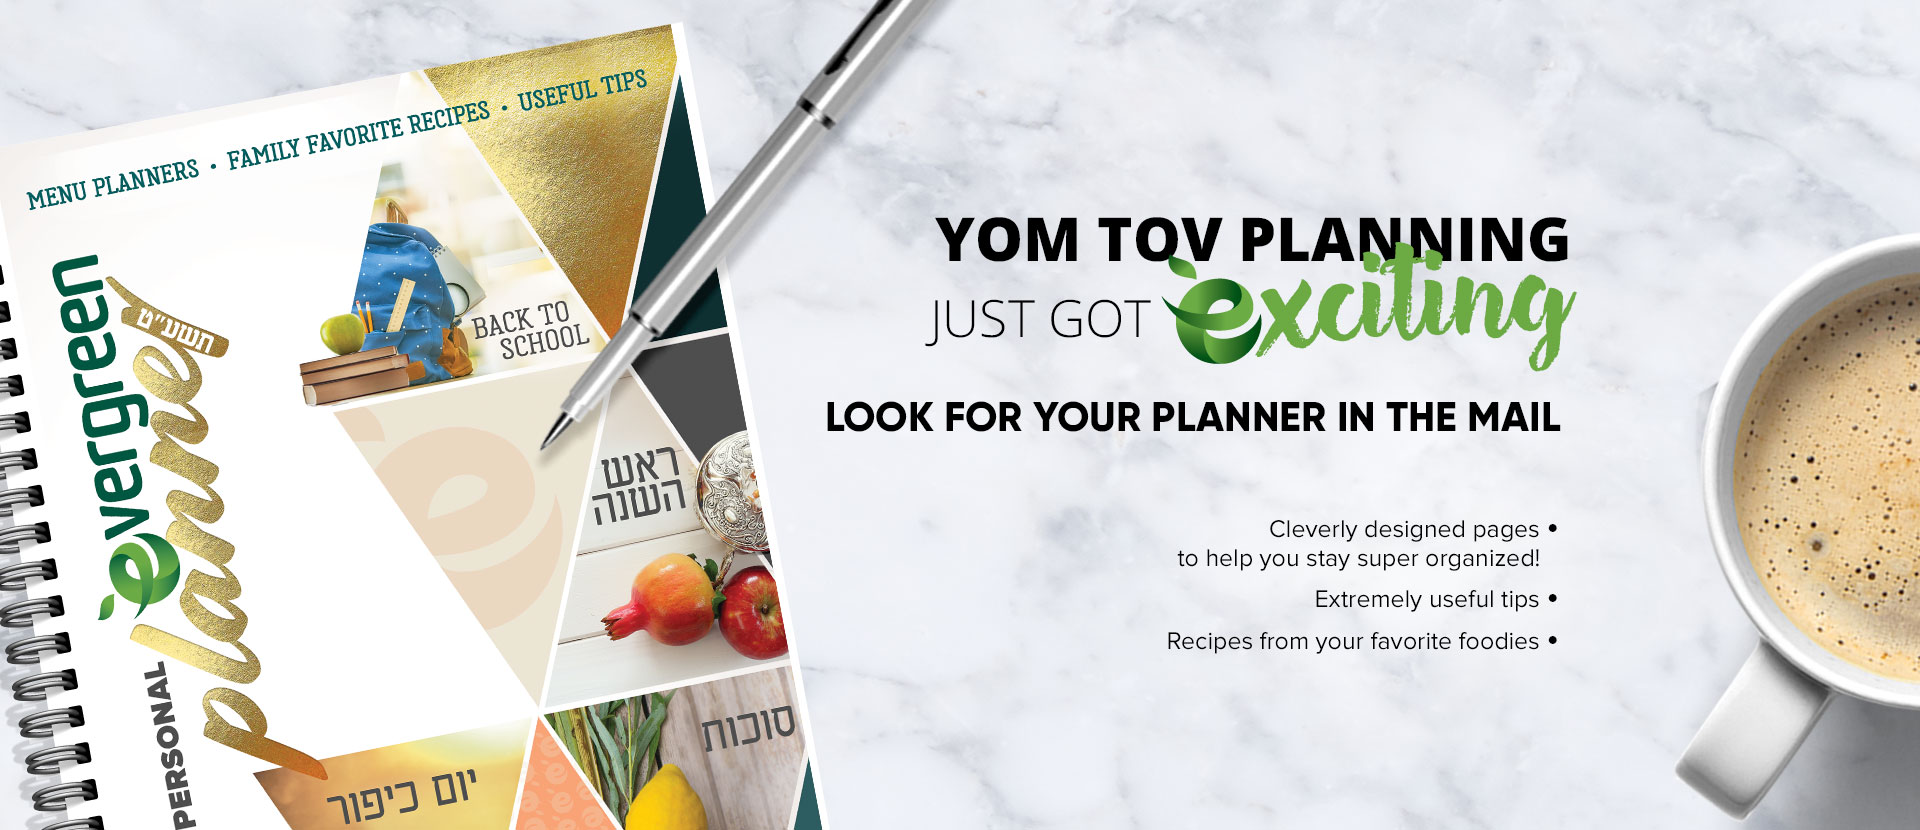 MENU PLANNERS • FAMILY FAVORITE RECIPES • USEFUL TIPS
evergreen
תשע"ט
planner
PERSONAL
BACK TO
SCHOOL
ראש
השנה
סוכות
יום כיפור
YOM TOV PLANNING
JUST GOT exciting
LOOK FOR YOUR PLANNER IN THE MAIL
Cleverly designed pages •
to help you stay super organized!
Extremely useful tips •
Recipes from your favorite foodies •